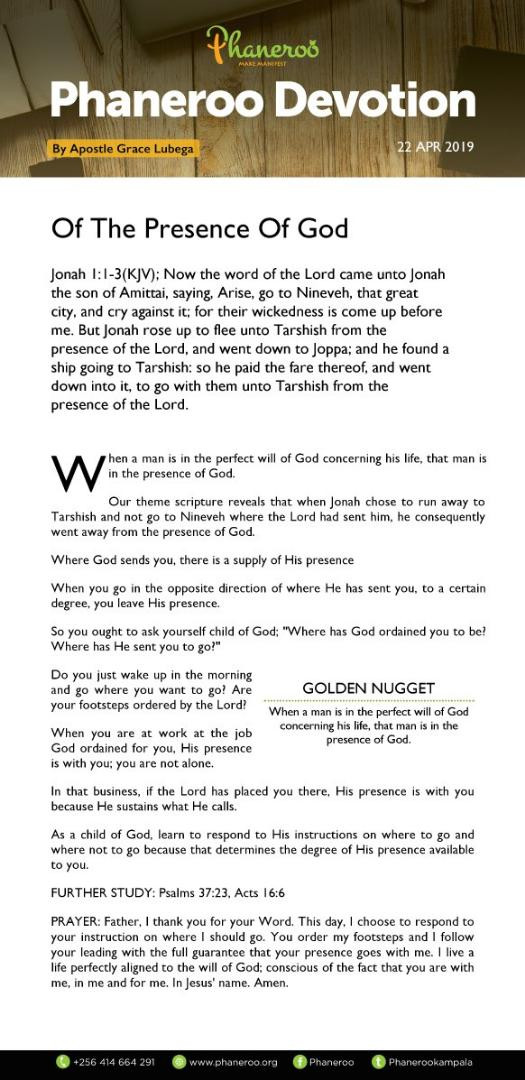 Phaneroo
MAKE MANIFEST
Phaneroo Devotion
By Apostle Grace Lubega
22 APR 2019
Of The Presence Of God
Jonah 1:1-3(KJV); Now the word of the Lord came unto Jonah
the son of Amittai, saying, Arise, go to Nineveh, that great
city, and cry against it; for their wickedness is come up before
me. But Jonah rose up to flee unto Tarshish from the
presence of the Lord, and went down to Joppa; and he found a
ship going to Tarshish: so he paid the fare thereof, and went
down into it, to go with them unto Tarshish from the
presence of the Lord.
When a man is in the perfect will of God concerning his life, that man is
in the presence of God.
Our theme scripture reveals that when Jonah chose to run away to
Tarshish and not go to Nineveh where the Lord had sent him, he consequently
went away from the presence of God.
Where God sends you, there is a supply of His presence
When you go in the opposite direction of where He has sent you, to a certain
degree, you leave His presence.
So you ought to ask yourself child of God; "Where has God ordained you to be?
Where has He sent you to go?"
Do you just wake up in the morning
and go where you want to go? Are
your footsteps ordered by the Lord?
When you are at work at the job
God ordained for you, His presence
is with you; you are not alone.
GOLDEN NUGGET
When a man is in the perfect will of God
concerning his life, that man is in the
presence of God.
In that business, if the Lord has placed you there, His presence is with you
because He sustains what He calls.
As a child of God, learn to respond to His instructions on where to go and
where not to go because that determines the degree of His presence available
to you.
FURTHER STUDY: Psalms 37:23, Acts 16:6
PRAYER: Father, I thank you for your Word. This day, I choose to respond to
your instruction on where I should go. You order my footsteps and I follow
your leading with the full guarantee that your presence goes with me. I live a
life perfectly aligned to the will of God; conscious of the fact that you are with
me, in me and for me. In Jesus' name. Amen.
+256 414 664 291
www.phaneroo.org
Phaneroo
Phanerookampala